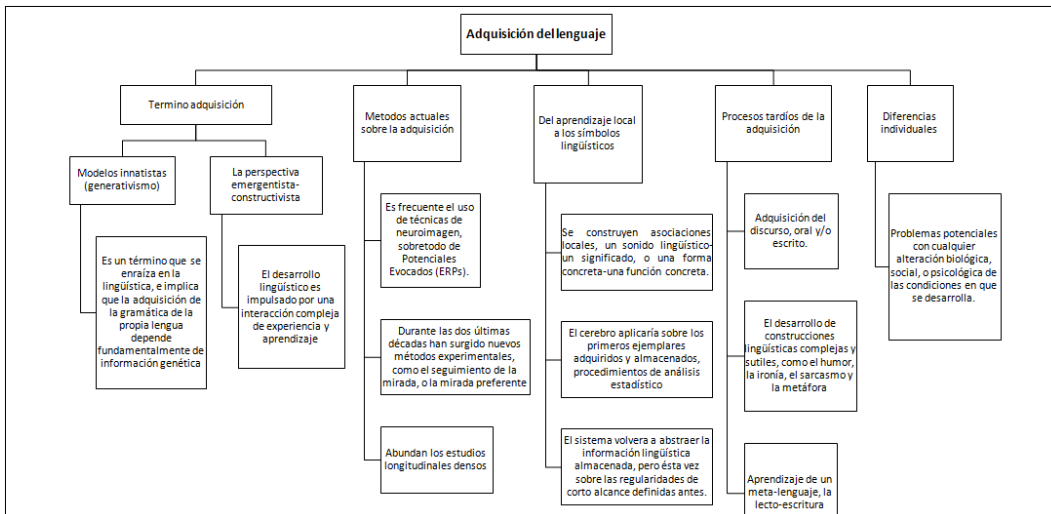 Adquisición del lenguaje
Termino adquisición
Metodos actuales
sobre la adquisición
Del aprendizaje local
a los símbolos
lingüísticos
Procesos tardíos de la
adquisición
Diferencias
individuales
Modelos innatistas
(generativismo)
La perspectiva
emergentista-
constructivista
Es un término que se
enraíza en la
lingüística, e implica
que la adquisición de
la gramática de la
propia lengua
depende
fundamentalmente de
información genética
El desarrollo
lingüístico es
impulsado por una
interacción compleja
de experiencia y
aprendizaje
Es frecuente el uso
de técnicas de
neuroimagen,
sobretodo de
Potenciales
Evocados (ERPs).
Durante las dos últimas
décadas han surgido nuevos
métodos experimentales,
como el seguimiento de la
mirada, o la mirada preferente
Abundan los estudios
longitudinales densos
Se construyen asociaciones
locales, un sonido lingüístico-
un significado, o una forma
concreta-una función concreta.
El cerebro aplicaría sobre los
primeros ejemplares
adquiridos y almacenados,
procedimientos de análisis
estadístico
El sistema volvera a abstraer la
información lingüística
almacenada, pero ésta vez
sobre las regularidades de
corto alcance definidas antes.
Adquisición del
discurso, oral y/o
escrito.
El desarrollo de
construcciones
lingüísticas complejas y
sutiles, como el humor,
la ironía, el sarcasmo y
la metáfora
Aprendizaje de un
meta-lenguaje, la
lecto-escritura
Problemas potenciales
con cualquier
alteración biológica,
social, o psicológica de
las condiciones en que
se desarrolla.